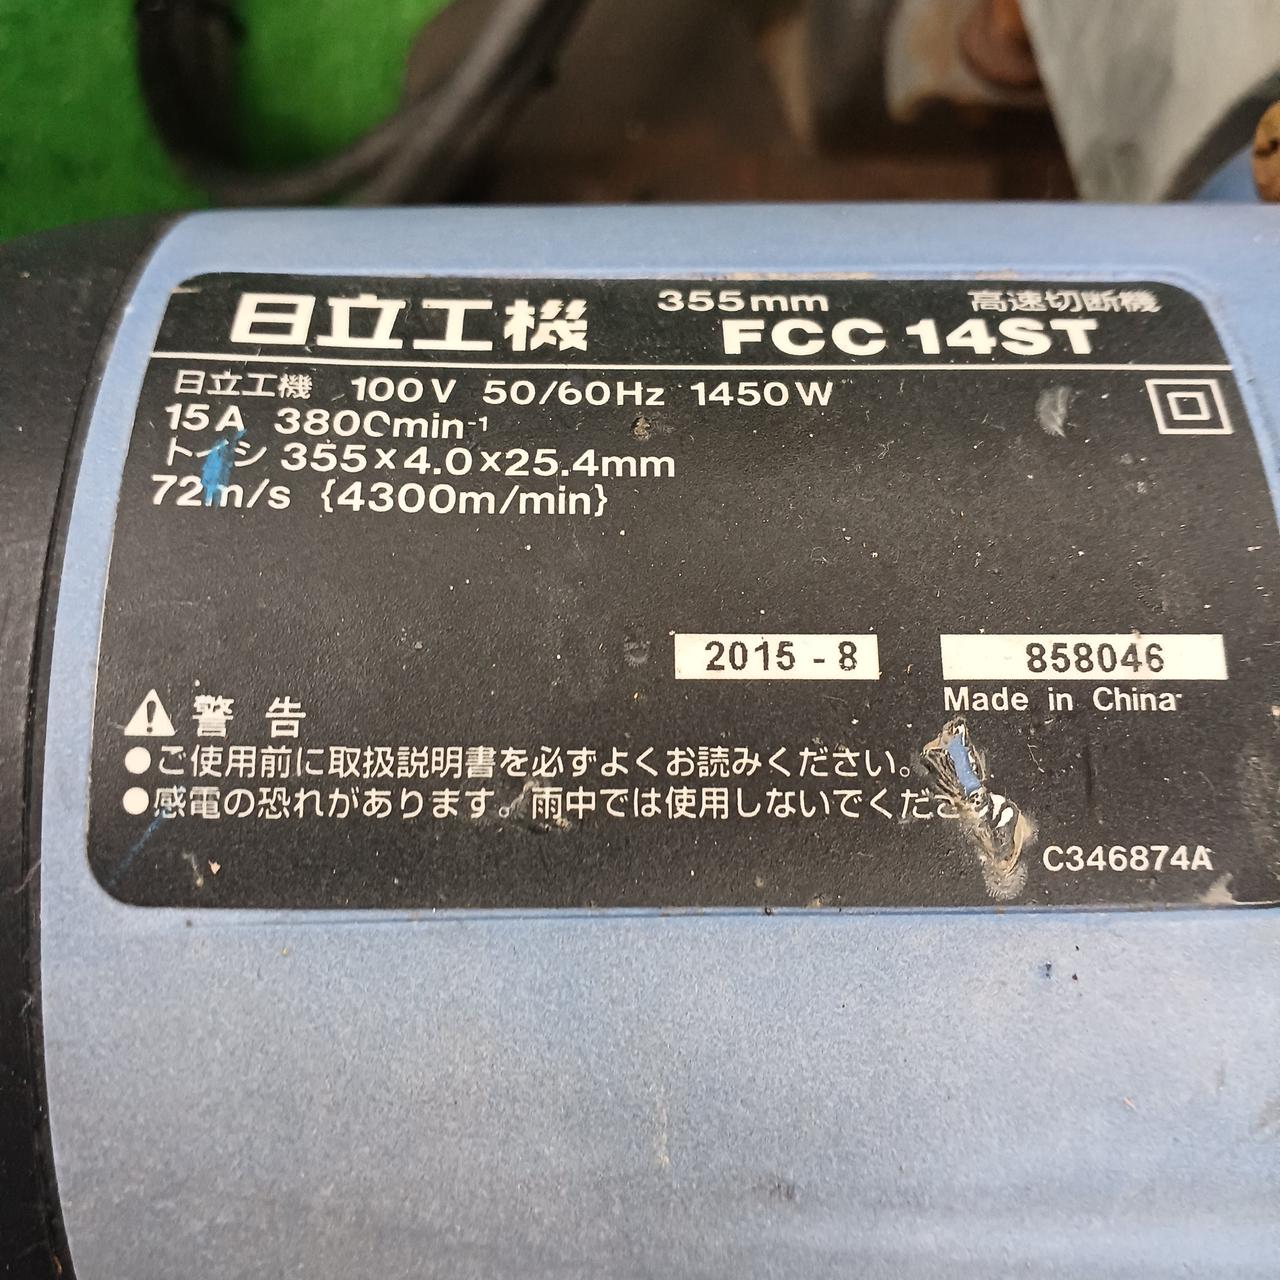 日立工機 355mm 高速切断機
FCC 14ST
日立工機 100V 50/60Hz 1450W
15A 3800min-1
トイシ 355×4.0×25.4mm
72m/s {4300m/min}
2015 - 8 858046
Made in China
警告
●ご使用前に取扱説明書を必ずよくお読みください。
●感電の恐れがあります。雨中では使用しないでくださ
C346874A